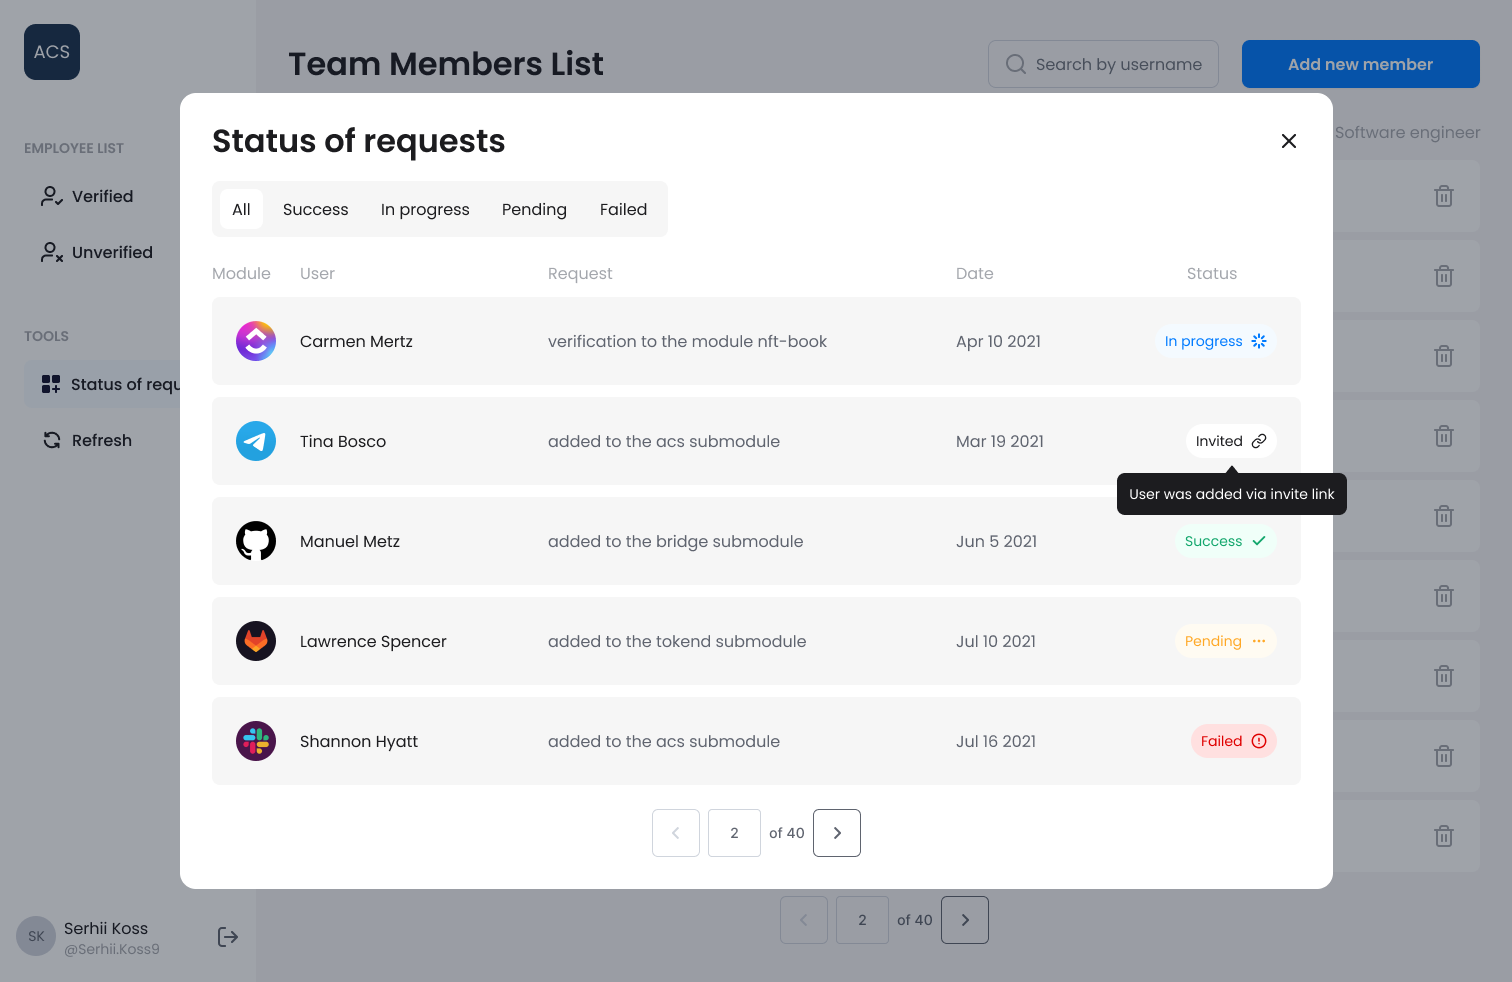 ACS
Team Members List
Search by username
Add new member
Software engineer
EMPLOYEE LIST
Verified
Unverified
TOOLS
Status of requ
Refresh
Status of requests
All Success In progress Pending Failed
Module User Request Date Status
Carmen Mertz verification to the module nft-book Apr 10 2021 In progress
Tina Bosco added to the acs submodule Mar 19 2021 Invited
User was added via invite link
Manuel Metz added to the bridge submodule Jun 5 2021 Success
Lawrence Spencer added to the tokend submodule Jul 10 2021 Pending
Shannon Hyatt added to the acs submodule Jul 16 2021 Failed
2 of 40
2 of 40
SK
Serhii Koss
@Serhii.Koss9